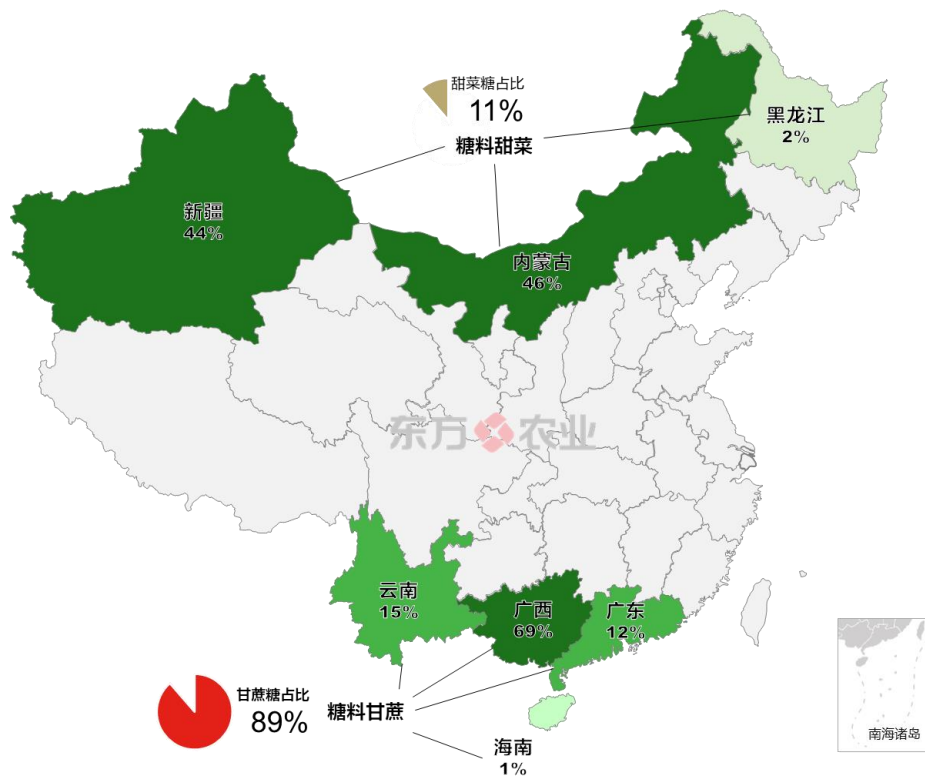 甜菜糖占比
11%
糖料甜菜
黑龙江
2%
新疆
44%
内蒙古
46%
东方 农业
云南
15%
广西
69%
广东
12%
甘蔗糖占比
89%
糖料甘蔗
海南
1%
南海诸岛